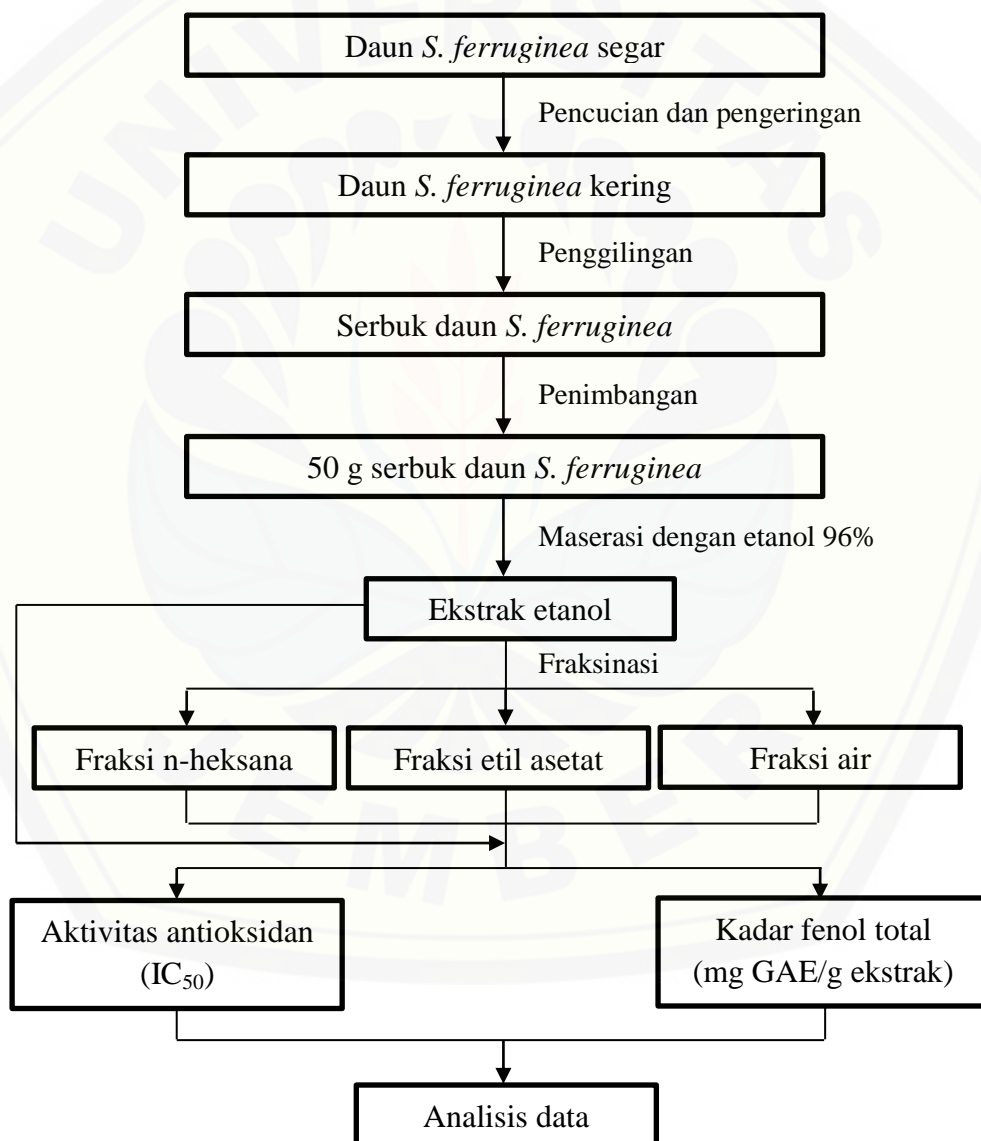 UNIVERSITAS
Daun S. ferruginea segar
Pencucian dan pengeringan
Daun S. ferruginea kering
Penggilingan
Serbuk daun S. ferruginea
Penimbangan
50 g serbuk daun S. ferruginea
Maserasi dengan etanol 96%
Ekstrak etanol
Fraksinasi
Fraksi n-heksana
Fraksi etil asetat
Fraksi air
JEMBER
Aktivitas antioksidan
(IC₅₀)
Kadar fenol total
(mg GAE/g ekstrak)
Analisis data